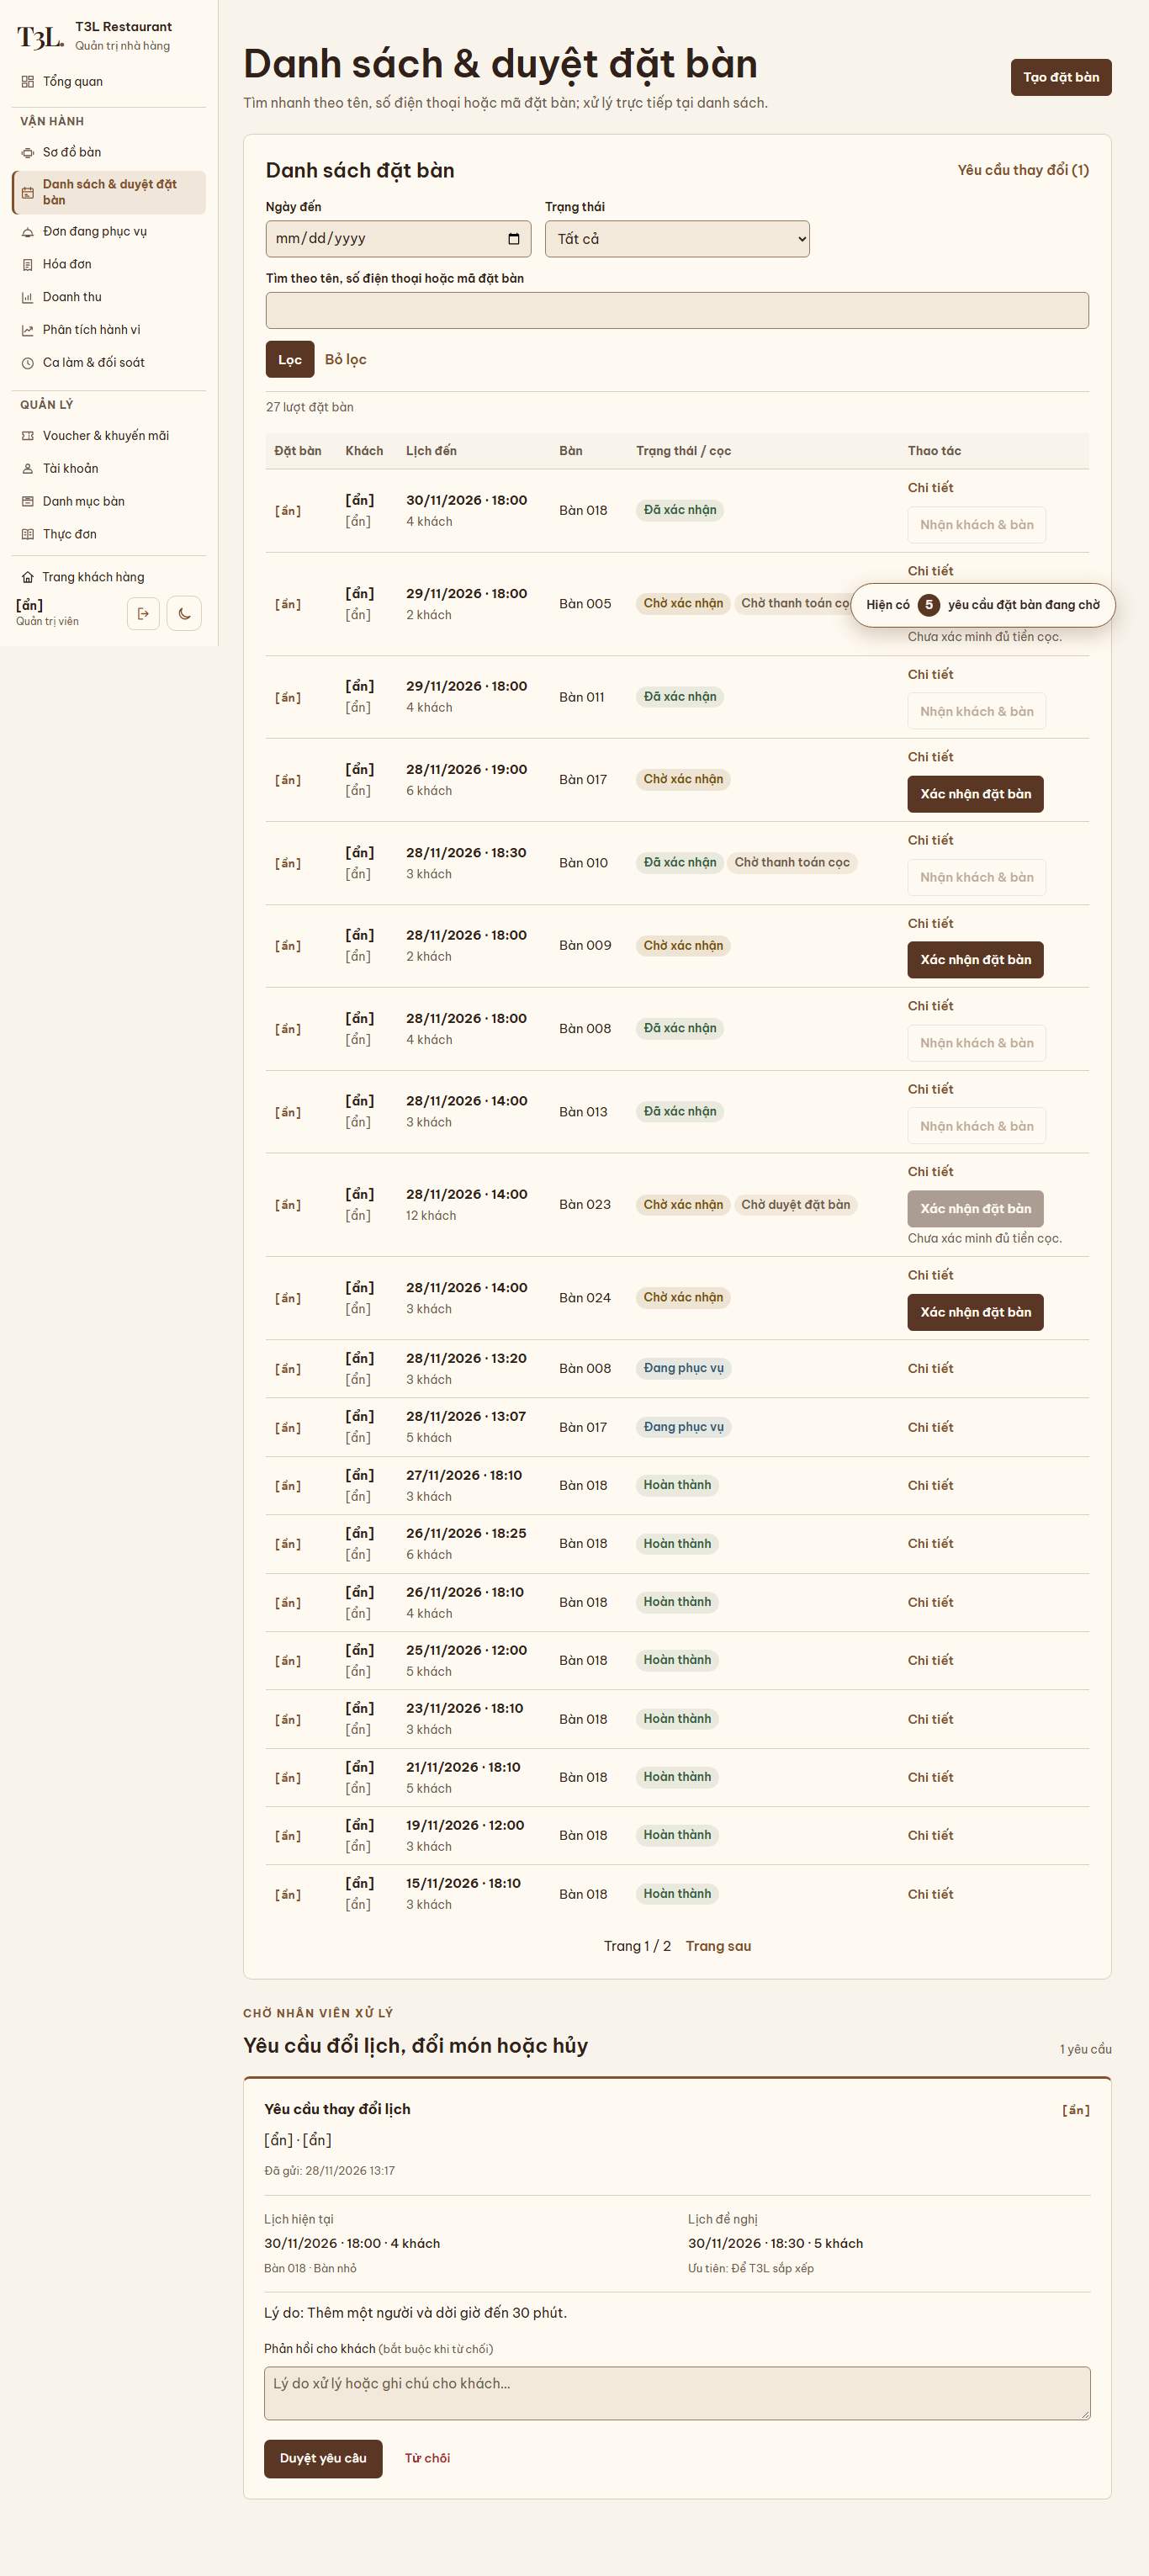 T3L.
T3L Restaurant
Quản trị nhà hàng
Tổng quan
VẬN HÀNH
Sơ đồ bàn
Danh sách & duyệt đặt
bàn
Đơn đang phục vụ
Hóa đơn
Doanh thu
Phân tích hành vi
Ca làm & đối soát
QUẢN LÝ
Voucher & khuyến mãi
Tài khoản
Danh mục bàn
Thực đơn
Trang khách hàng
[ẩn]
Quản trị viên
Danh sách & duyệt đặt bàn
Tìm nhanh theo tên, số điện thoại hoặc mã đặt bàn; xử lý trực tiếp tại danh sách.
Tạo đặt bàn
Danh sách đặt bàn
Yêu cầu thay đổi (1)
Ngày đến
Trạng thái
mm/dd/yyyy
Tất cả
Tìm theo tên, số điện thoại hoặc mã đặt bàn
Lọc
Bỏ lọc
27 lượt đặt bàn
Đặt bàn Khách Lịch đến Bàn Trạng thái / cọc Thao tác
[ẩn] [ẩn] 30/11/2026 · 18:00 Bàn 018 Đã xác nhận Chi tiết
[ẩn] 4 khách Nhận khách & bàn
[ẩn] [ẩn] 29/11/2026 · 18:00 Bàn 005 Chờ xác nhận Chờ thanh toán cọ Chi tiết
[ẩn] 2 khách Chưa xác minh đủ tiền cọc.
Hiện có 5 yêu cầu đặt bàn đang chờ
[ẩn] [ẩn] 29/11/2026 · 18:00 Bàn 011 Đã xác nhận Chi tiết
[ẩn] 4 khách Nhận khách & bàn
[ẩn] [ẩn] 28/11/2026 · 19:00 Bàn 017 Chờ xác nhận Chi tiết
[ẩn] 6 khách Xác nhận đặt bàn
[ẩn] [ẩn] 28/11/2026 · 18:30 Bàn 010 Đã xác nhận Chờ thanh toán cọc Chi tiết
[ẩn] 3 khách Nhận khách & bàn
[ẩn] [ẩn] 28/11/2026 · 18:00 Bàn 009 Chờ xác nhận Chi tiết
[ẩn] 2 khách Xác nhận đặt bàn
[ẩn] [ẩn] 28/11/2026 · 18:00 Bàn 008 Đã xác nhận Chi tiết
[ẩn] 4 khách Nhận khách & bàn
[ẩn] [ẩn] 28/11/2026 · 14:00 Bàn 013 Đã xác nhận Chi tiết
[ẩn] 3 khách Nhận khách & bàn
[ẩn] [ẩn] 28/11/2026 · 14:00 Bàn 023 Chờ xác nhận Chờ duyệt đặt bàn Chi tiết
[ẩn] 12 khách Xác nhận đặt bàn
Chưa xác minh đủ tiền cọc.
[ẩn] [ẩn] 28/11/2026 · 14:00 Bàn 024 Chờ xác nhận Chi tiết
[ẩn] 3 khách Xác nhận đặt bàn
[ẩn] [ẩn] 28/11/2026 · 13:20 Bàn 008 Đang phục vụ Chi tiết
[ẩn] 3 khách
[ẩn] [ẩn] 28/11/2026 · 13:07 Bàn 017 Đang phục vụ Chi tiết
[ẩn] 5 khách
[ẩn] [ẩn] 27/11/2026 · 18:10 Bàn 018 Hoàn thành Chi tiết
[ẩn] 3 khách
[ẩn] [ẩn] 26/11/2026 · 18:25 Bàn 018 Hoàn thành Chi tiết
[ẩn] 6 khách
[ẩn] [ẩn] 26/11/2026 · 18:10 Bàn 018 Hoàn thành Chi tiết
[ẩn] 4 khách
[ẩn] [ẩn] 25/11/2026 · 12:00 Bàn 018 Hoàn thành Chi tiết
[ẩn] 5 khách
[ẩn] [ẩn] 23/11/2026 · 18:10 Bàn 018 Hoàn thành Chi tiết
[ẩn] 3 khách
[ẩn] [ẩn] 21/11/2026 · 18:10 Bàn 018 Hoàn thành Chi tiết
[ẩn] 5 khách
[ẩn] [ẩn] 19/11/2026 · 12:00 Bàn 018 Hoàn thành Chi tiết
[ẩn] 3 khách
[ẩn] [ẩn] 15/11/2026 · 18:10 Bàn 018 Hoàn thành Chi tiết
[ẩn] 3 khách
Trang 1 / 2 Trang sau
CHỜ NHÂN VIÊN XỬ LÝ
Yêu cầu đổi lịch, đổi món hoặc hủy
1 yêu cầu
Yêu cầu thay đổi lịch
[ẩn]
[ẩn] · [ẩn]
Đã gửi: 28/11/2026 13:17
Lịch hiện tại
30/11/2026 · 18:00 · 4 khách
Bàn 018 · Bàn nhỏ
Lịch đề nghị
30/11/2026 · 18:30 · 5 khách
Ưu tiên: Để T3L sắp xếp
Lý do: Thêm một người và dời giờ đến 30 phút.
Phản hồi cho khách (bắt buộc khi từ chối)
Lý do xử lý hoặc ghi chú cho khách...
Duyệt yêu cầu
Từ chối